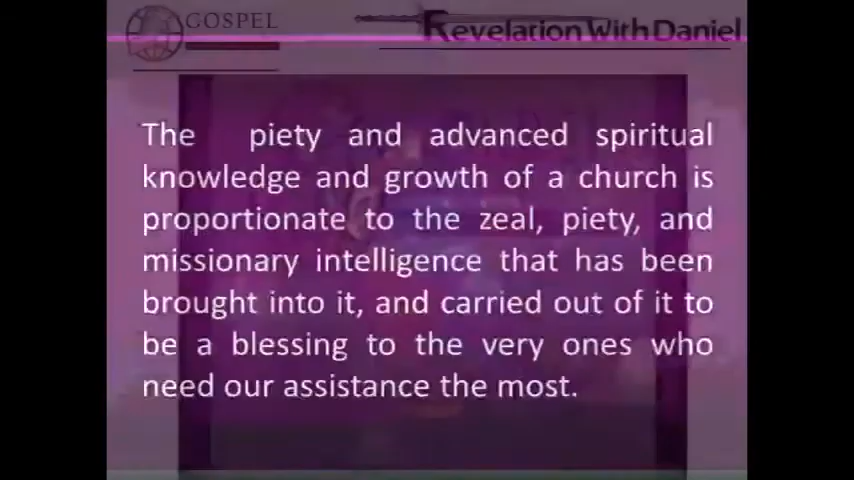 GOSPEL
Revelation With Daniel
The piety and advanced spiritual
knowledge and growth of a church is
proportionate to the zeal, piety, and
missionary intelligence that has been
brought into it, and carried out of it to
be a blessing to the very ones who
need our assistance the most.